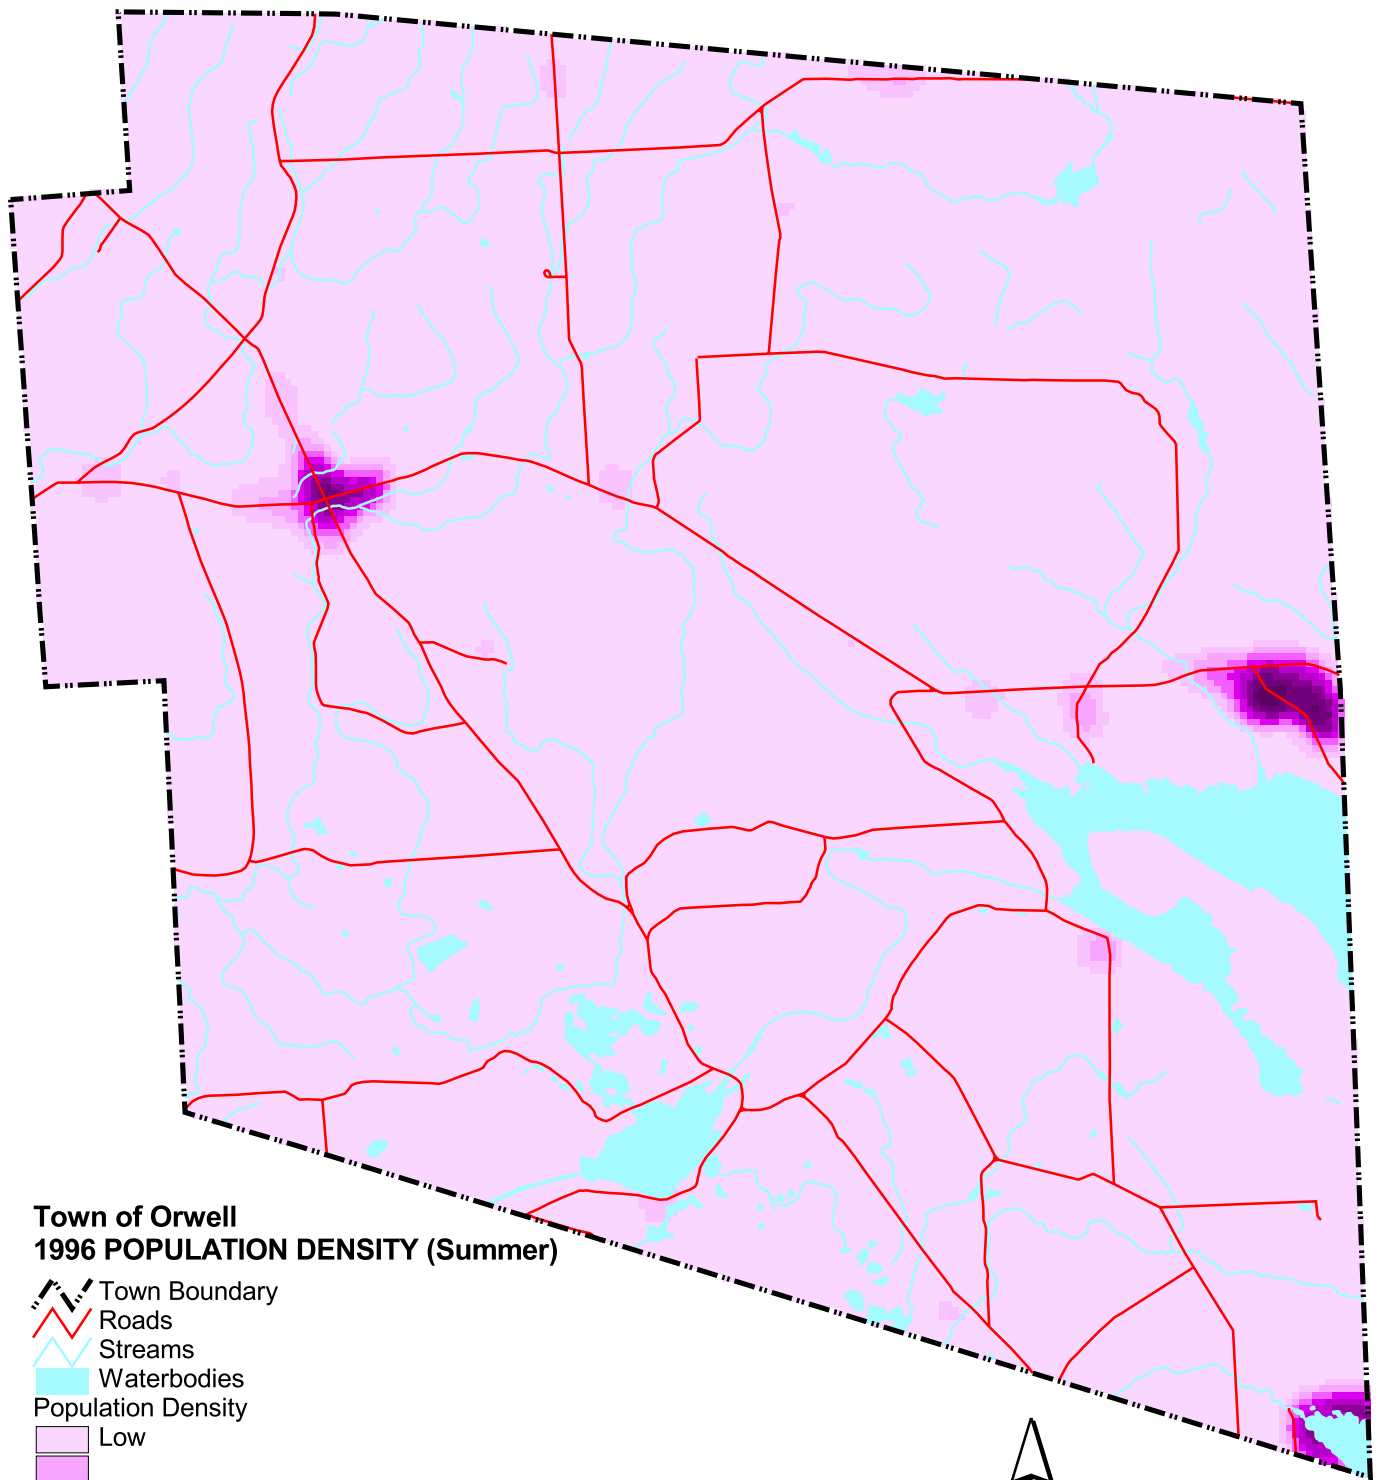 Town of Orwell
1996 POPULATION DENSITY (Summer)
Town Boundary
Roads
Streams
Waterbodies
Population Density
Low